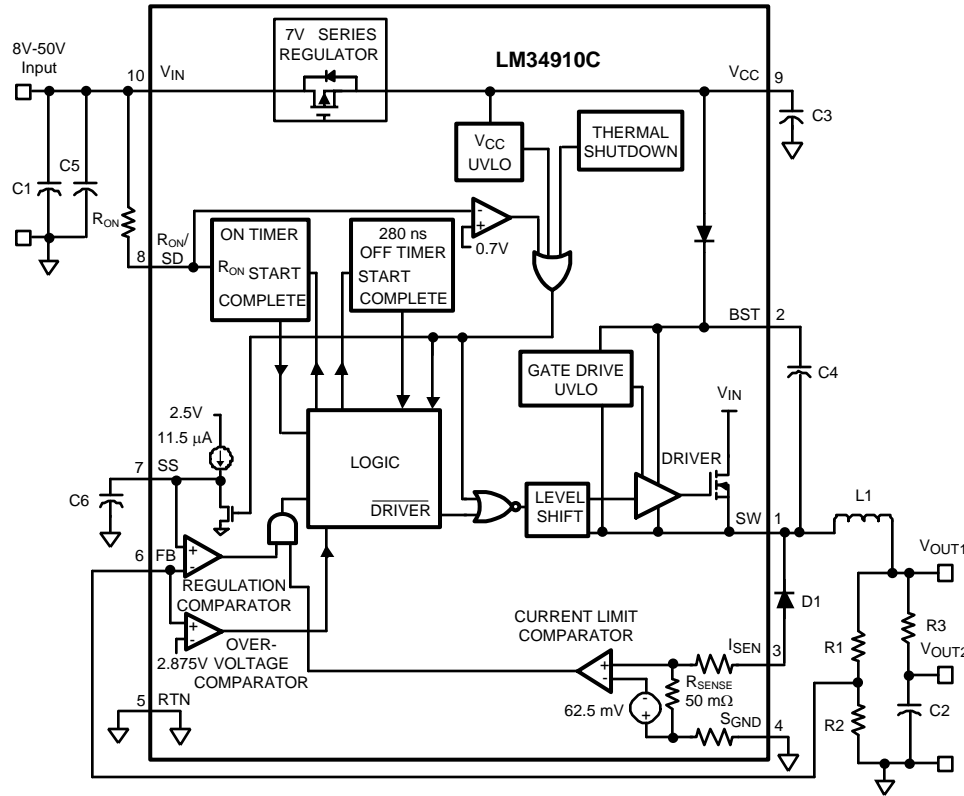 7V SERIES
REGULATOR
LM34910C
8V-50V
Input
10
VIN
VCC
9
C3
VCC
UVLO
THERMAL
SHUTDOWN
C1
C5
RON
RON/
SD
8
ON TIMER
RON START
COMPLETE
280 ns
OFF TIMER
START
COMPLETE
-
+
0.7V
BST
2
C4
GATE DRIVE
UVLO
VIN
2.5V
11.5 μA
7
SS
C6
LOGIC
DRIVER
DRIVER
LEVEL
SHIFT
SW
1
L1
6
FB
+
-
REGULATION
COMPARATOR
+
-
2.875V
OVER-
VOLTAGE
COMPARATOR
CURRENT LIMIT
COMPARATOR
+
-
ISEN
3
D1
RSENSE
50 mΩ
62.5 mV
-
+
SGND
4
5
RTN
VOUT1
R1
R3
VOUT2
R2
C2